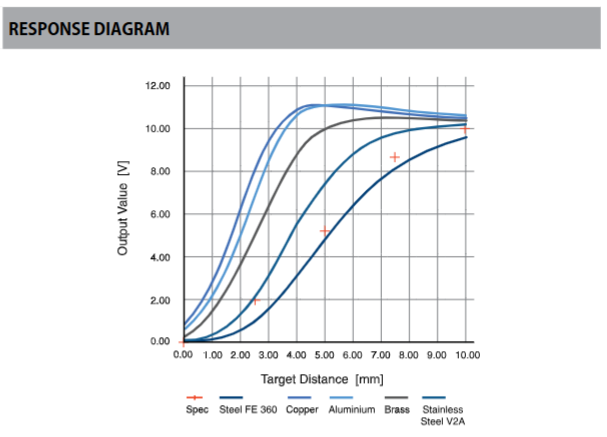 RESPONSE DIAGRAM
12.00
10.00
8.00
6.00
4.00
2.00
0.00
Output Value [V]
0.00 1.00 2.00 3.00 4.00 5.00 6.00 7.00 8.00 9.00 10.00
Target Distance [mm]
Spec Steel FE 360 Copper Aluminium Brass Stainless
Steel V2A